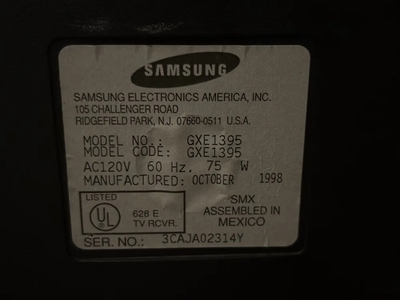 SAMSUNG
SAMSUNG ELECTRONICS AMERICA, INC.
105 CHALLENGER ROAD
RIDGEFIELD PARK, N.J. 07660-0511 U.S.A.
MODEL NO.: GXE1395
MODEL CODE: GXE1395
AC120V 60 Hz. 75 W
MANUFACTURED: OCTOBER 1998
LISTED
UL
628 E
TV RCVR.
SMX
ASSEMBLED IN
MEXICO
SER. NO.: 3CAJA02314Y